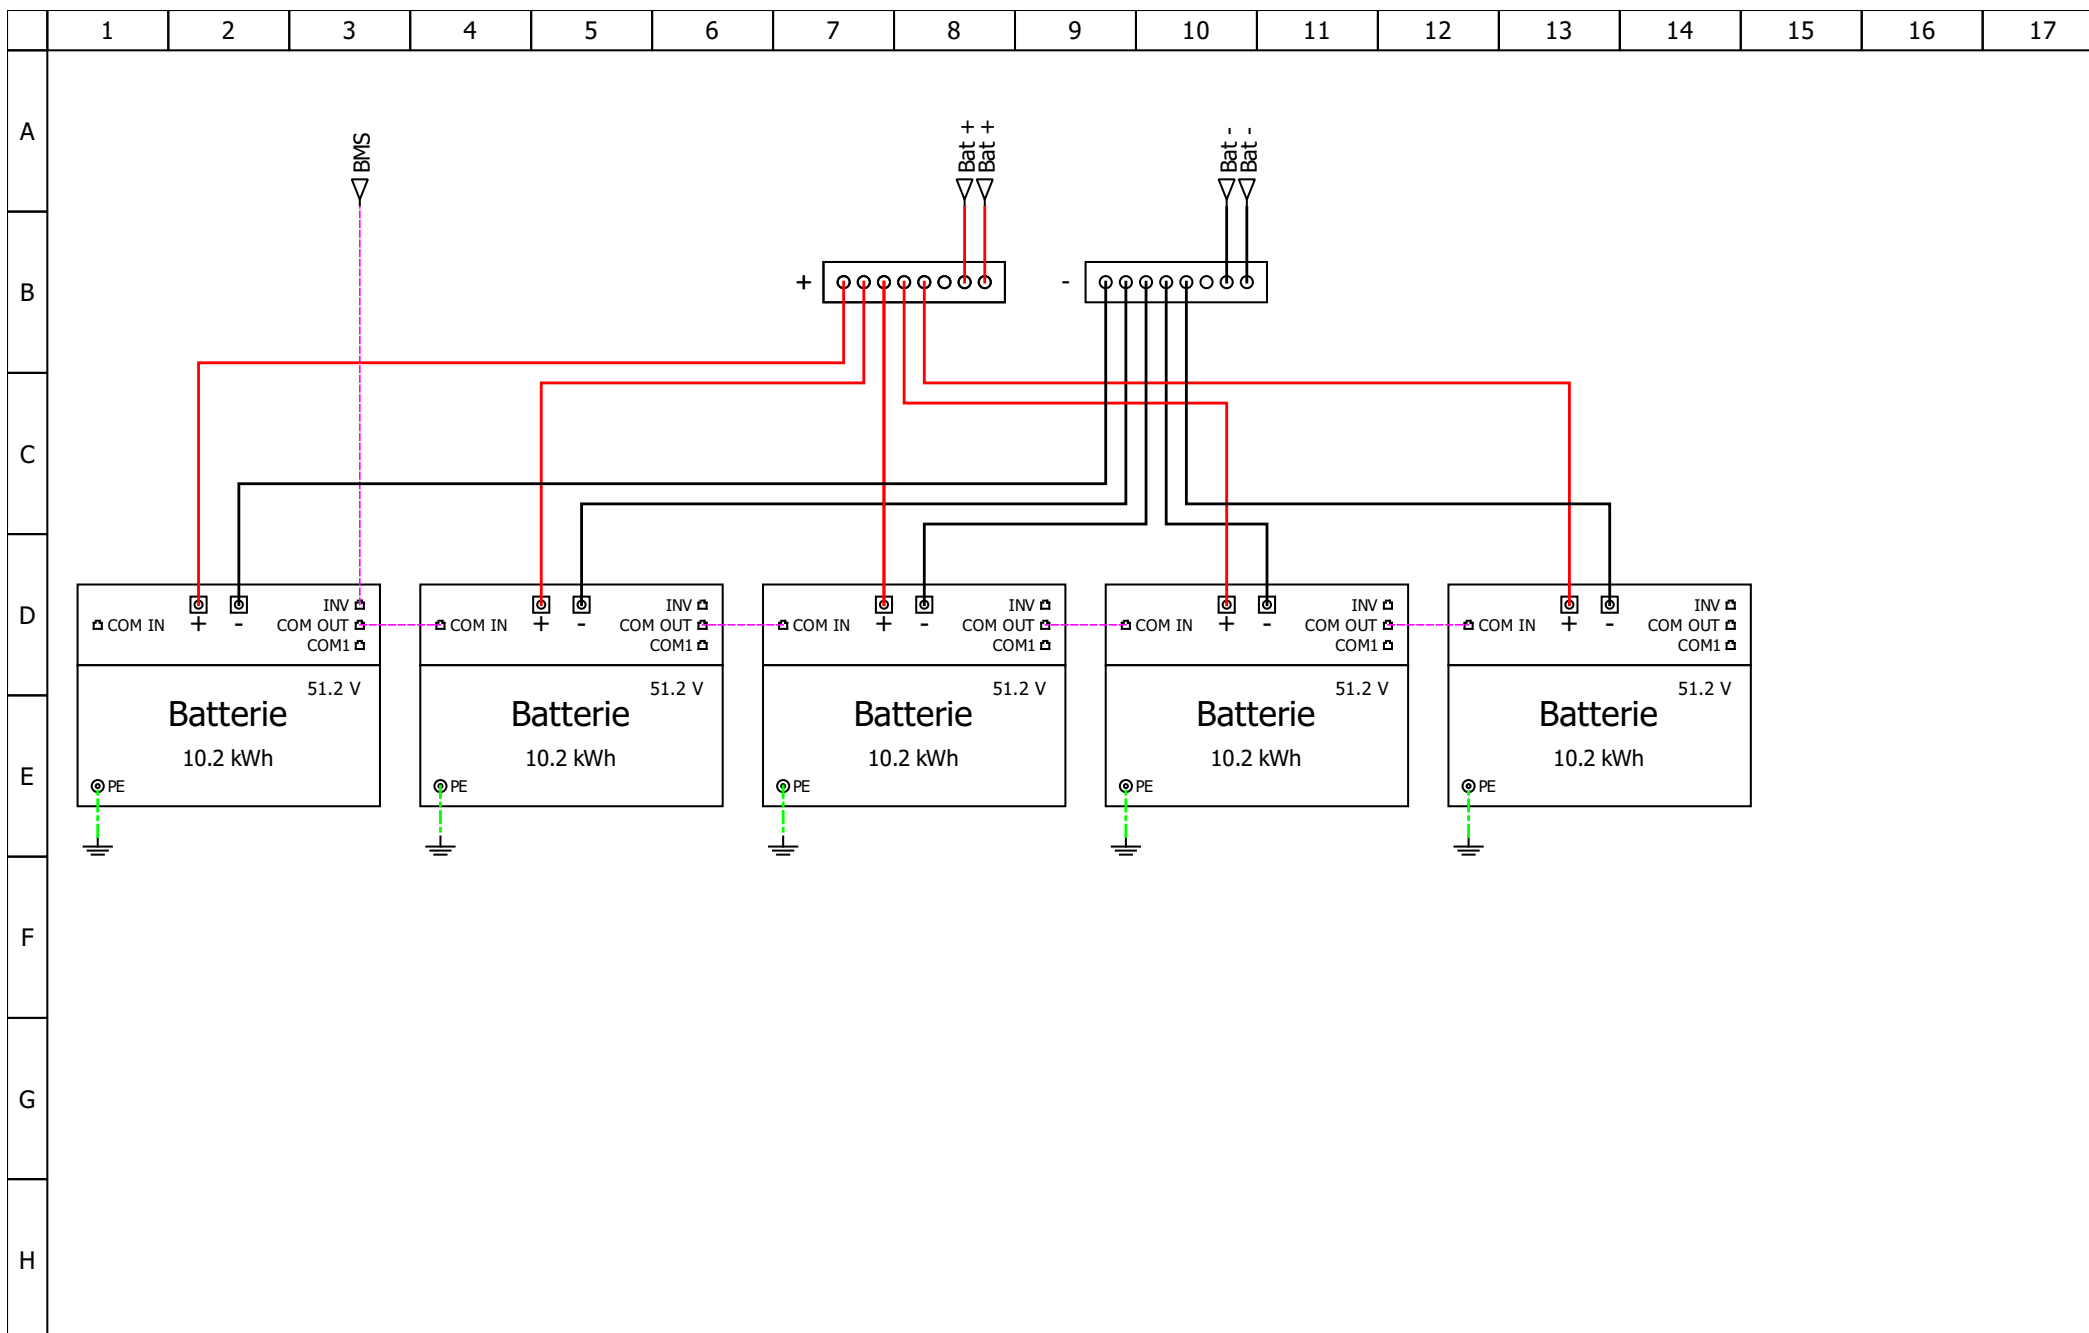 1 2 3 4 5 6 7 8 9 10 11 12 13 14 15 16 17
A
BMS
Bat +
Bat +
Bat -
Bat -
B
+ -
C
D
INV INV INV INV INV
COM IN + - COM OUT COM IN + - COM OUT COM IN + - COM OUT COM IN + - COM OUT COM IN + - COM OUT
COM1 COM1 COM1 COM1 COM1
51.2 V 51.2 V 51.2 V 51.2 V 51.2 V
Batterie Batterie Batterie Batterie Batterie
10.2 kWh 10.2 kWh 10.2 kWh 10.2 kWh 10.2 kWh
E
PE PE PE PE PE
F
G
H